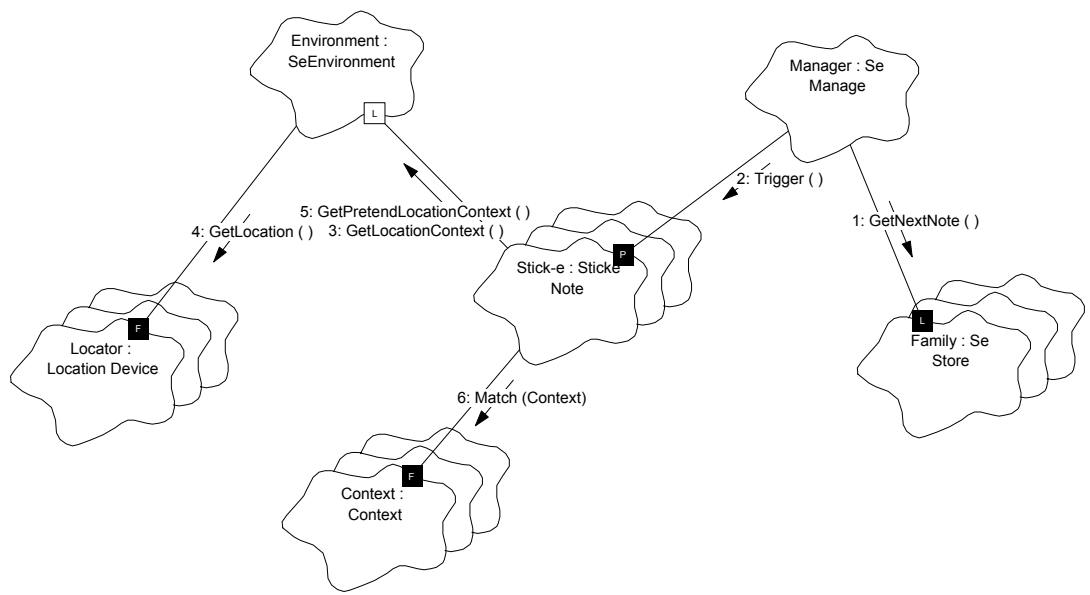 Environment :
SeEnvironment
L
Manager : Se
Manage
2: Trigger ( )
5: GetPretendLocationContext ( )
3: GetLocationContext ( )
4: GetLocation ( )
1: GetNextNote ( )
P
Stick-e : Sticke
Note
F
Locator :
Location Device
L
Family : Se
Store
6: Match (Context)
F
Context :
Context